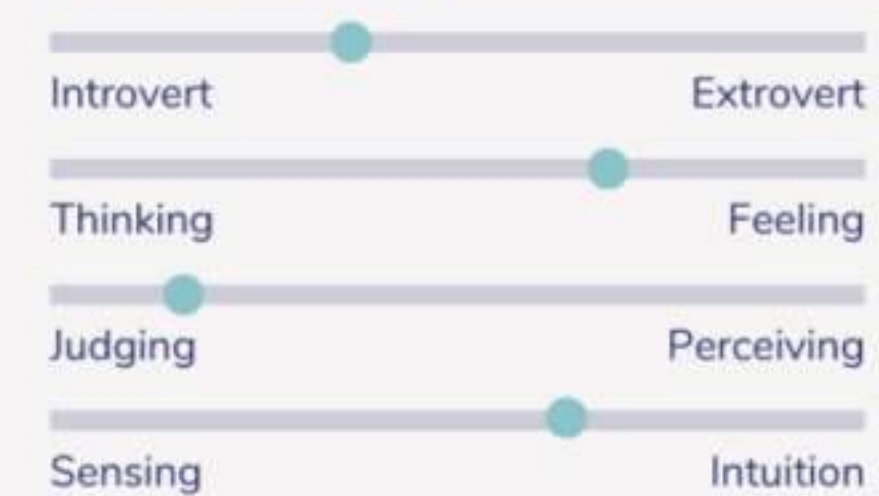 Introvert Extrovert
Thinking Feeling
Judging Perceiving
Sensing Intuition